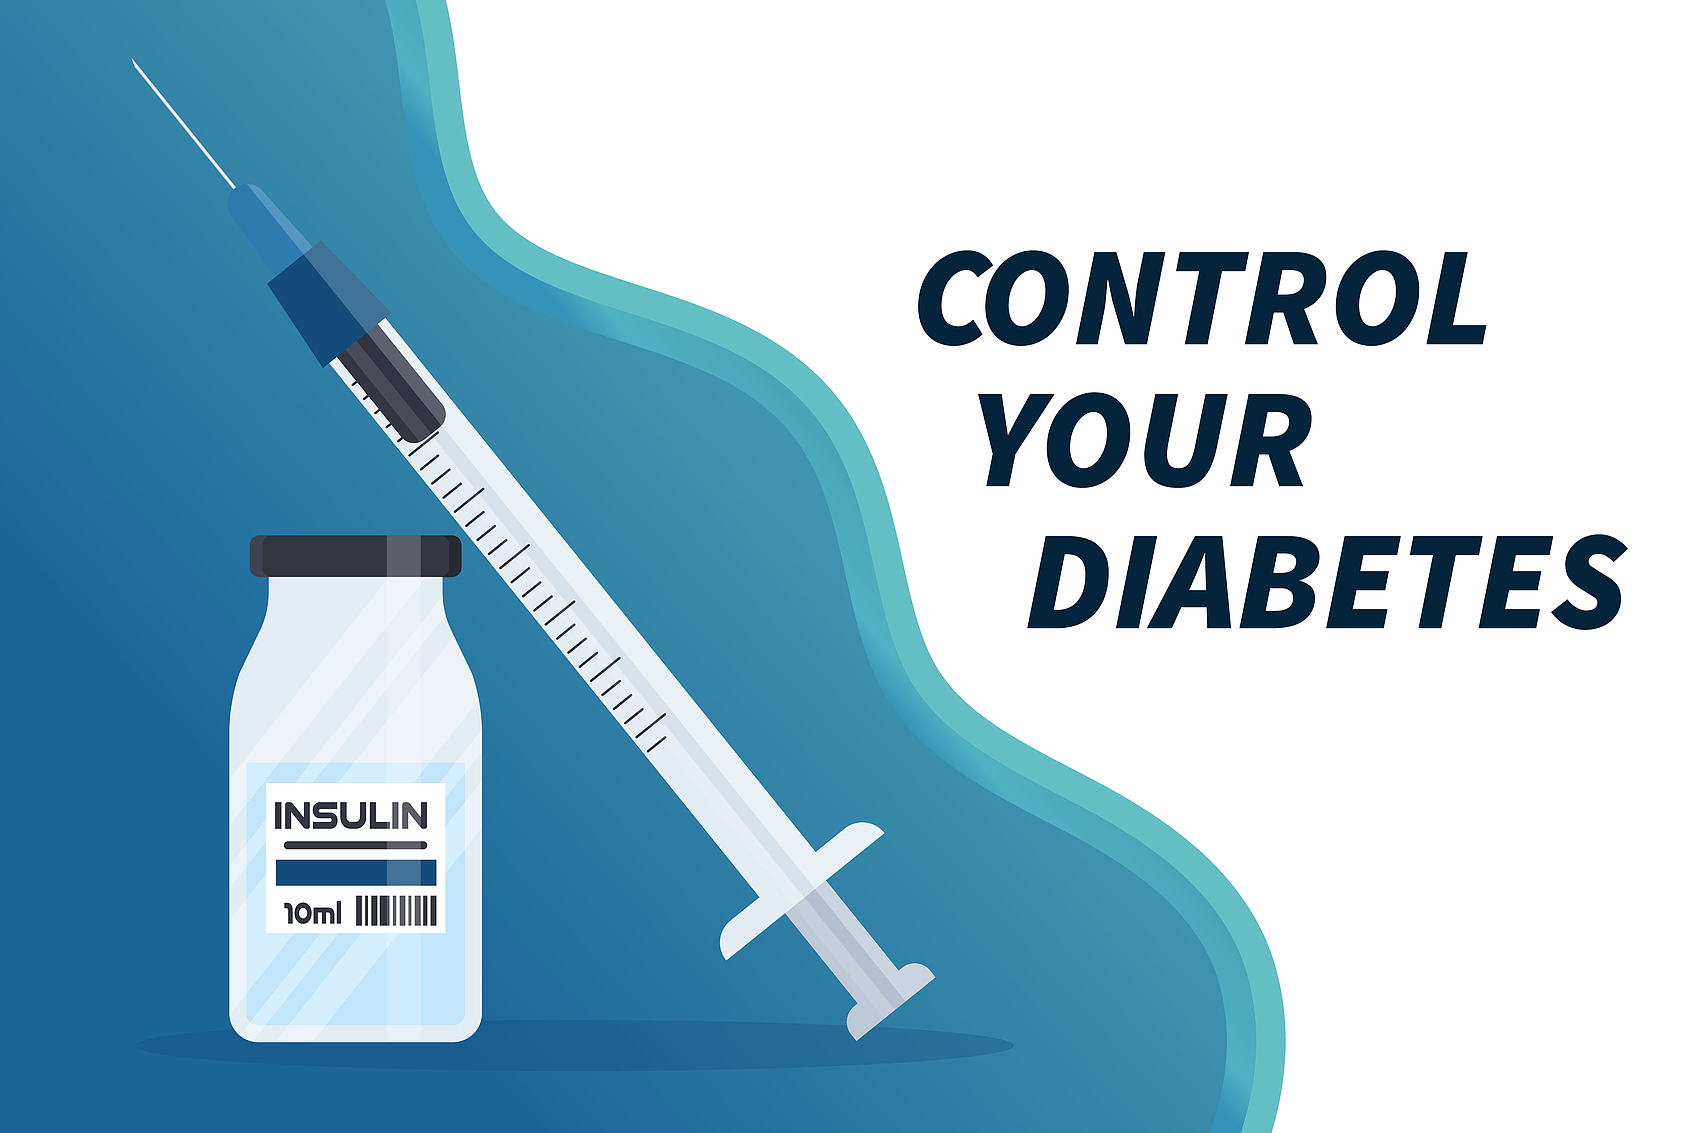 CONTROL
YOUR
DIABETES
INSULIN
10ml